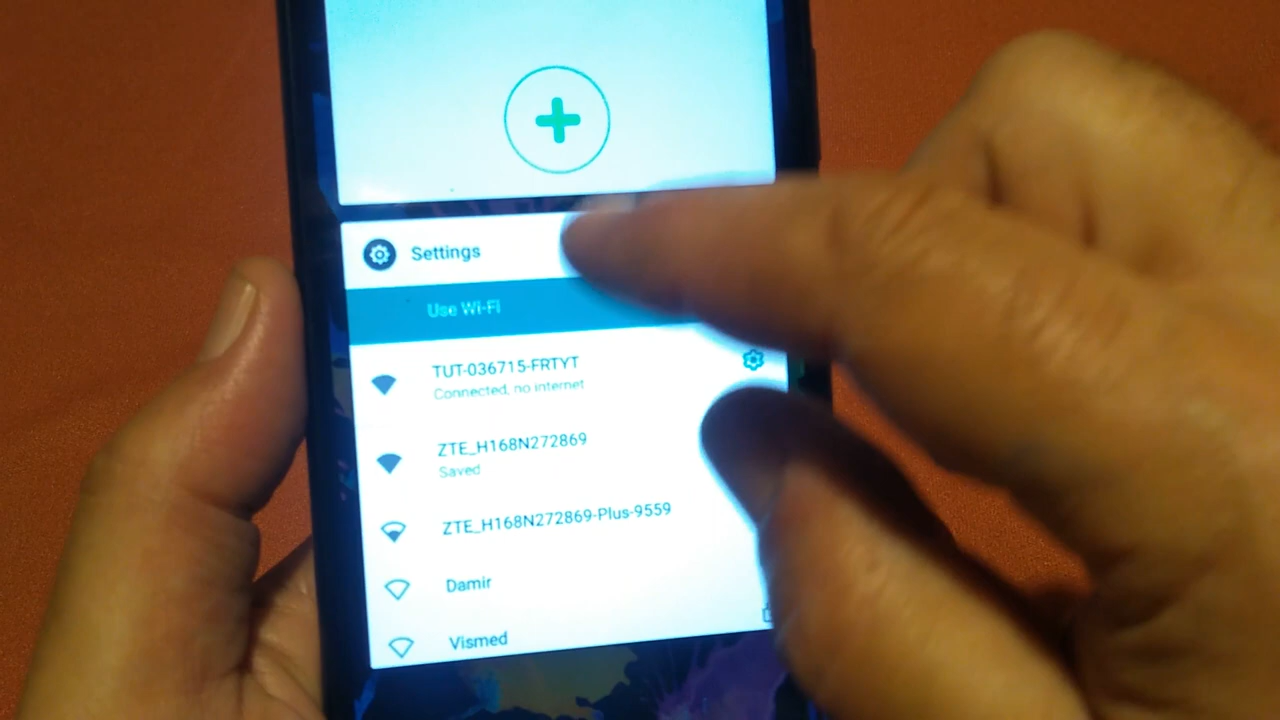 Settings
Use Wi-Fi
TUT-036715-FRTYT
Connected, no internet
ZTE_H168N272869
Saved
ZTE_H168N272869-Plus-9559
Damir
Vismed